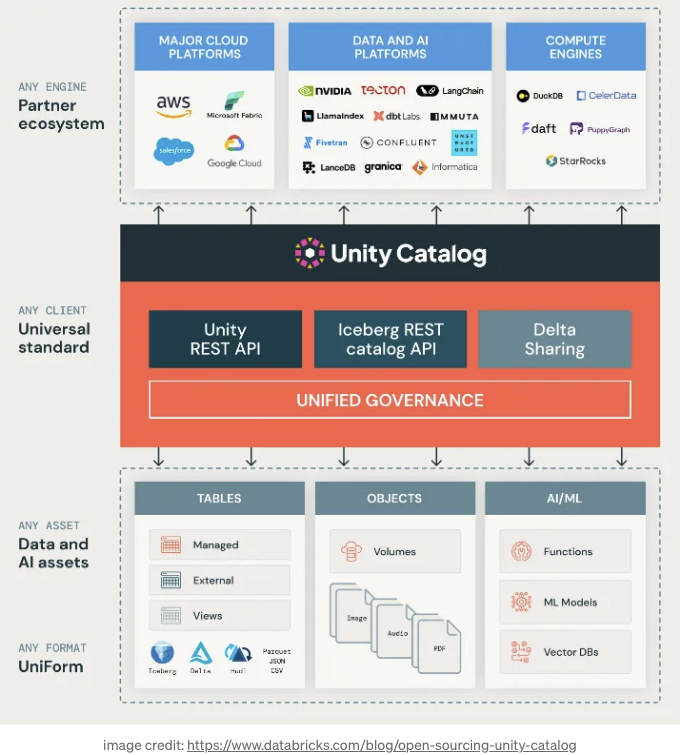 MAJOR CLOUD
PLATFORMS
DATA AND AI
PLATFORMS
COMPUTE
ENGINES
ANY ENGINE
Partner
ecosystem
aws
Microsoft Fabric
salesforce
Google Cloud
NVIDIA
TECTON
LangChain
LlamaIndex
dbt Labs
IMMUTA
Fivetran
CONFLUENT
UNST
RUCT
URED
LanceDB
granica
Informatica
DuckDB
CelerData
daft
PuppyGraph
StarRocks
Unity Catalog
ANY CLIENT
Universal
standard
Unity
REST API
Iceberg REST
catalog API
Delta
Sharing
UNIFIED GOVERNANCE
ANY ASSET
Data and
AI assets
TABLES
Managed
External
Views
OBJECTS
Volumes
Image
Audio
PDF
AI/ML
Functions
ML Models
Vector DBs
ANY FORMAT
UniForm
Iceberg
Delta
Hudi
Parquet
JSON
CSV
image credit: https://www.databricks.com/blog/open-sourcing-unity-catalog